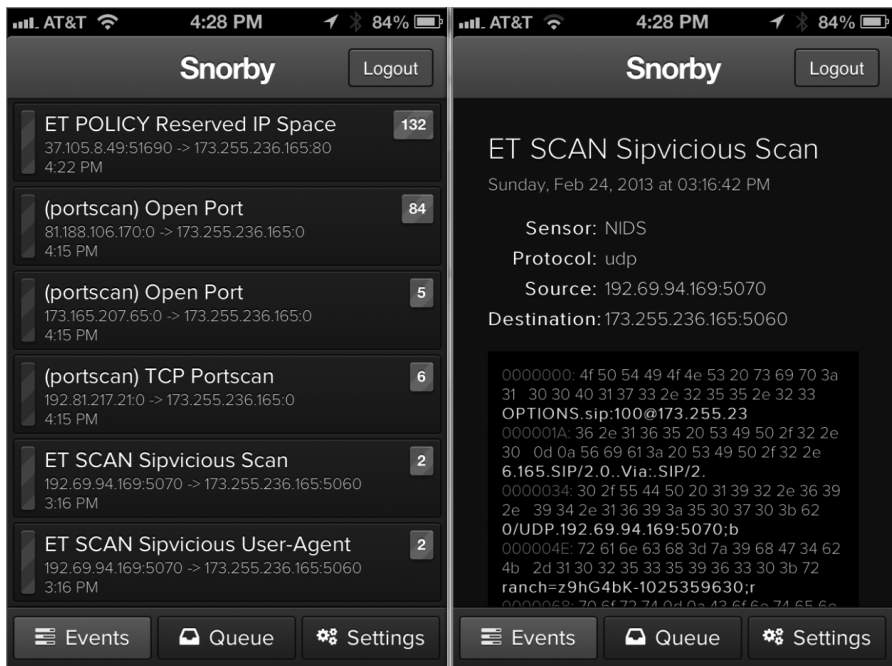 AT&T 4:28 PM 84%
Snorby Logout
ET POLICY Reserved IP Space 132
37.105.8.49:51690 -> 173.255.236.165:80
4:22 PM
(portscan) Open Port 84
81.188.106.170:0 -> 173.255.236.165:0
4:15 PM
(portscan) Open Port 5
173.165.207.65:0 -> 173.255.236.165:0
4:15 PM
(portscan) TCP Portscan 6
192.81.217.21:0 -> 173.255.236.165:0
4:15 PM
ET SCAN Sipvicious Scan 2
192.69.94.169:5070 -> 173.255.236.165:5060
3:16 PM
ET SCAN Sipvicious User-Agent 2
192.69.94.169:5070 -> 173.255.236.165:5060
3:16 PM
Events Queue Settings
AT&T 4:28 PM 84%
Snorby Logout
ET SCAN Sipvicious Scan
Sunday, Feb 24, 2013 at 03:16:42 PM
Sensor: NIDS
Protocol: udp
Source: 192.69.94.169:5070
Destination: 173.255.236.165:5060
0000000: 4f 50 54 49 4f 4e 53 20 73 69 70 3a
31 30 30 40 31 37 33 2e 32 35 35 2e 32 33
OPTIONS.sip:100@173.255.23
000001A: 36 2e 31 36 35 20 53 49 50 2f 32 2e
30 0d 0a 56 69 61 3a 20 53 49 50 2f 32 2e
6.165.SIP/2.0..Via:.SIP/2.
0000034: 30 2f 55 44 50 20 31 39 32 2e 36 39
2e 39 34 2e 31 36 39 3a 35 30 37 30 3b 62
0/UDP.192.69.94.169:5070;b
000004E: 72 61 6e 63 68 3d 7a 39 68 47 34 62
4b 2d 31 30 32 35 33 35 39 36 33 30 3b 72
ranch=z9hG4bK-1025359630;r
0000068: 70 6f 72 74 0d 0a 43 6f 6e 74 65 6e
Events Queue Settings